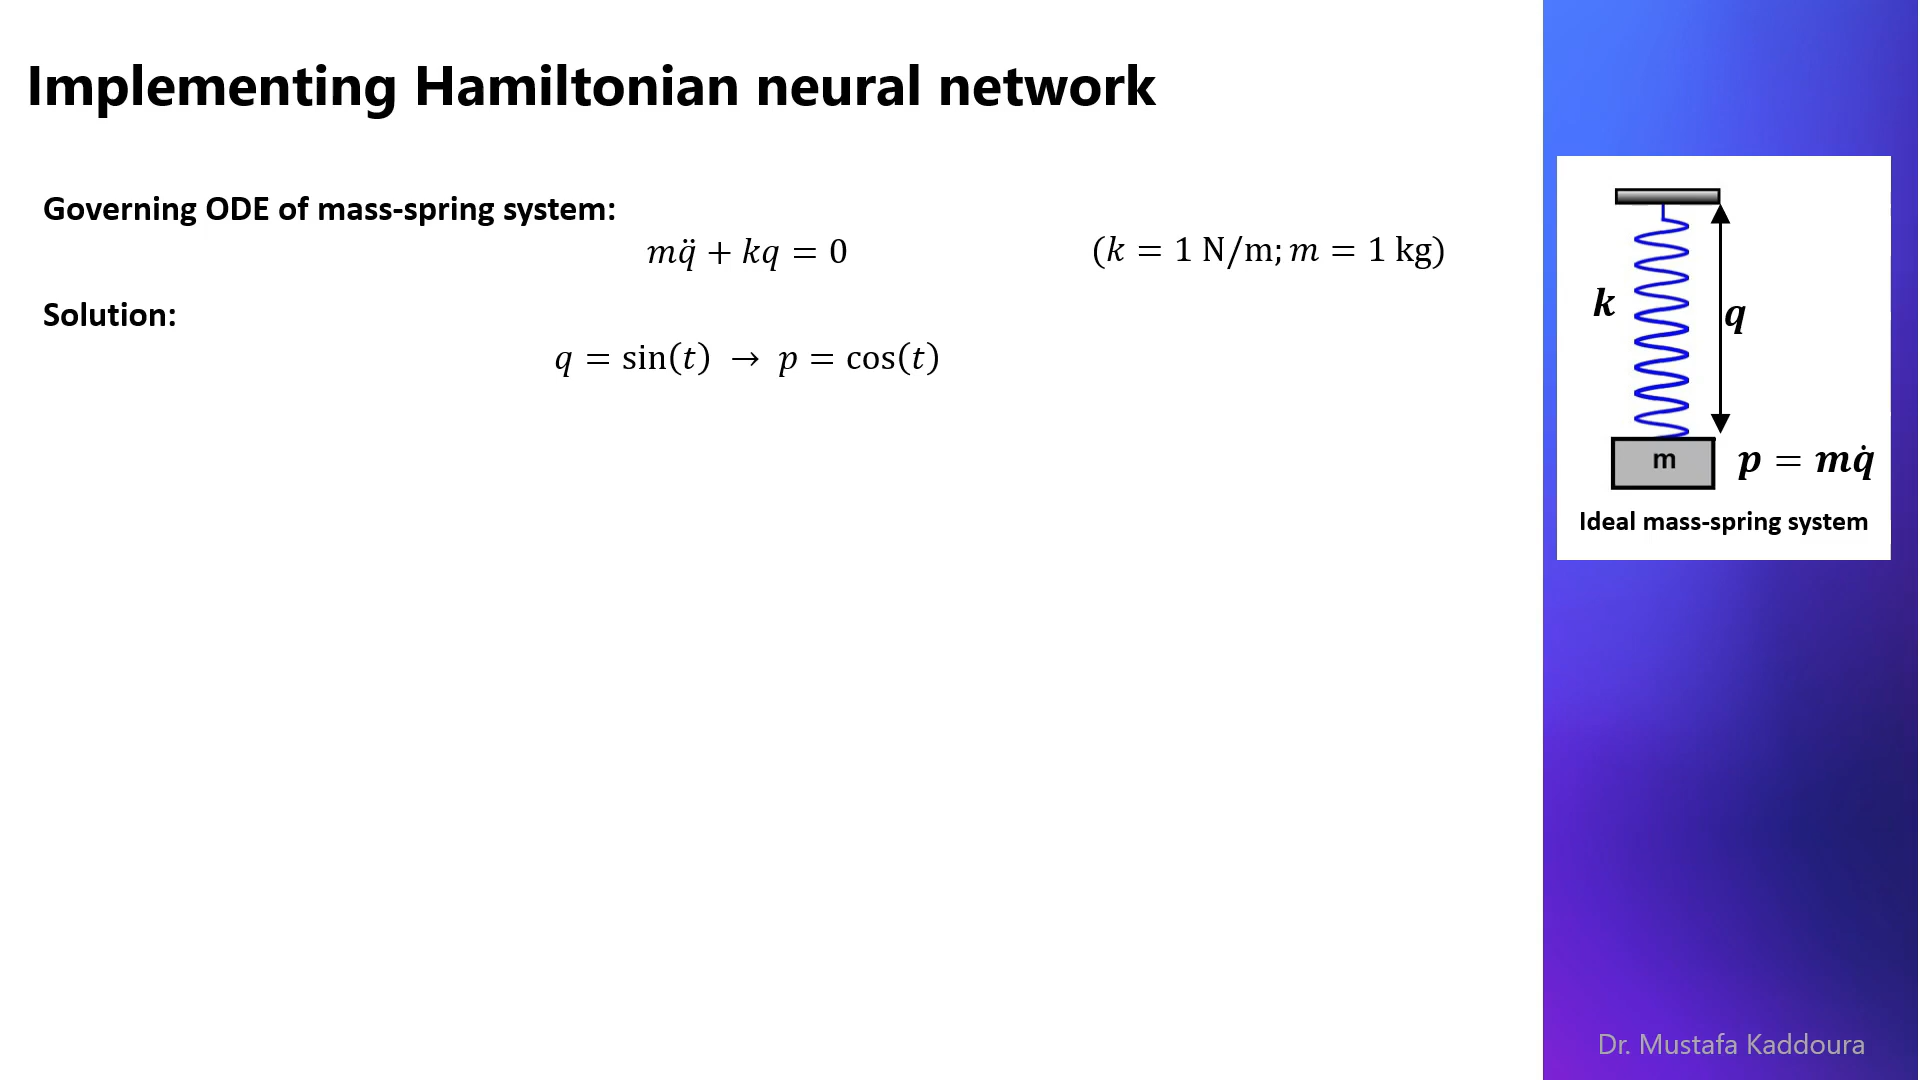 Implementing Hamiltonian neural network
Governing ODE of mass-spring system:
mq̈ + kq = 0
(k = 1 N/m; m = 1 kg)
Solution:
q = sin(t) → p = cos(t)
k
q
m
p = mq̇
Ideal mass-spring system
Dr. Mustafa Kaddoura